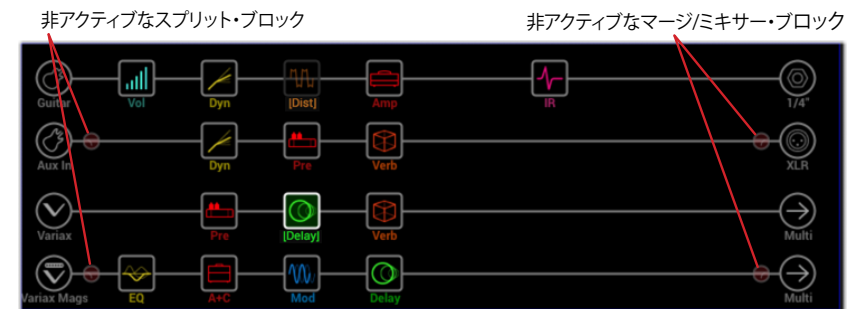 非アクティブなスプリット・ブロック 非アクティブなマージ/ミキサー・ブロック
Guitar Vol Dyn [Dist] Amp IR 1/4"
Aux In Dyn Pre Verb XLR
Variax Pre [Delay] Verb Multi
Variax Mags EQ A+C Mod Delay Multi